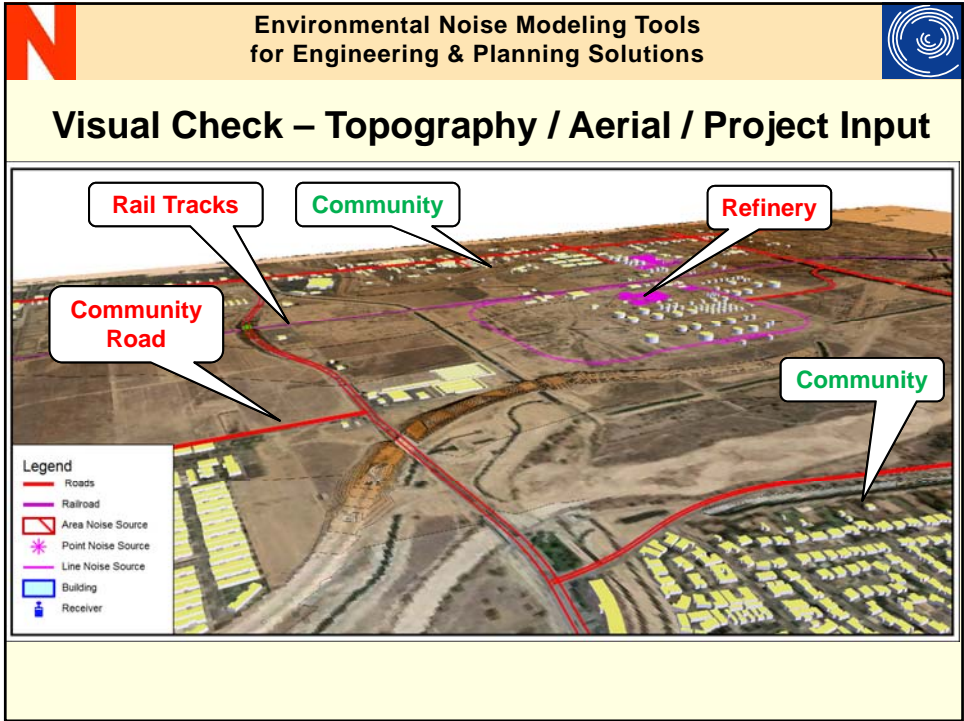 N
Environmental Noise Modeling Tools
for Engineering & Planning Solutions
Visual Check – Topography / Aerial / Project Input
Rail Tracks
Community
Refinery
Community
Road
Community
Legend
Roads
Railroad
Area Noise Source
Point Noise Source
Line Noise Source
Building
Receiver